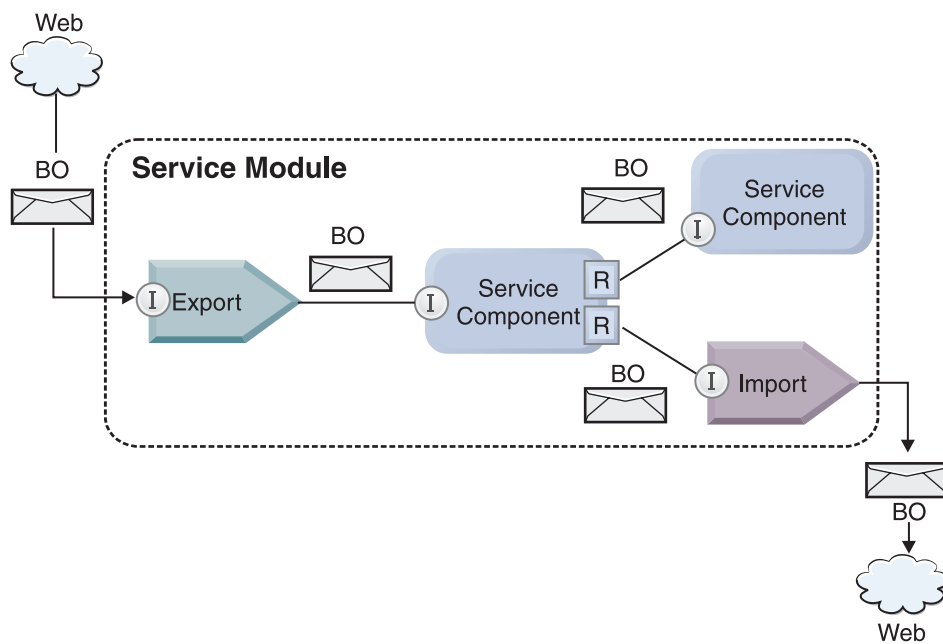 Web
BO
Service Module
BO
Service
Component
I
BO
I
Export
I
Service
Component
R
R
BO
I
Import
BO
Web